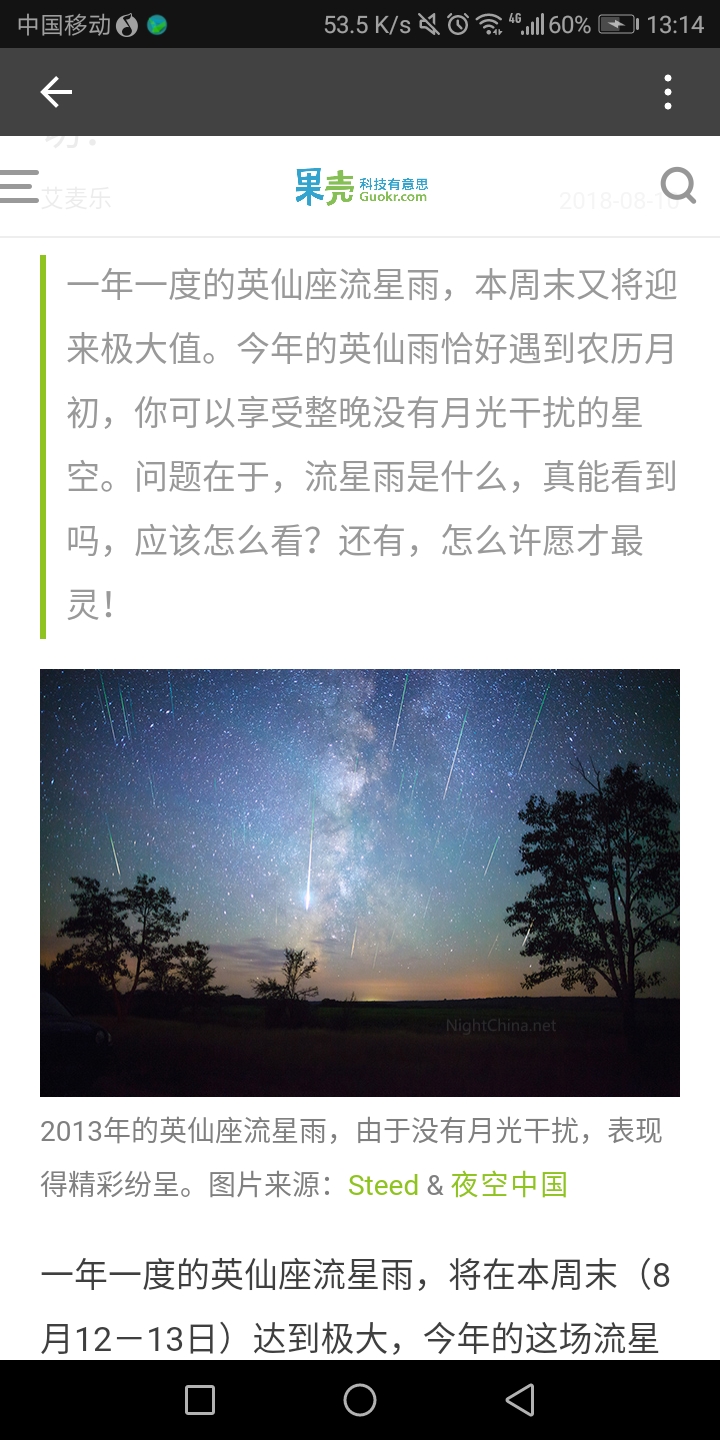 中国移动 53.5 K/s 4G 60% 13:14
果壳 科技有意思
Guokr.com
艾麦乐 2018-08-10
一年一度的英仙座流星雨，本周末又将迎
来极大值。今年的英仙雨恰好遇到农历月
初，你可以享受整晚没有月光干扰的星
空。问题在于，流星雨是什么，真能看到
吗，应该怎么看？还有，怎么许愿才最
灵！
NightChina.net
2013年的英仙座流星雨，由于没有月光干扰，表现
得精彩纷呈。图片来源：Steed & 夜空中国
一年一度的英仙座流星雨，将在本周末（8
月12－13日）达到极大，今年的这场流星